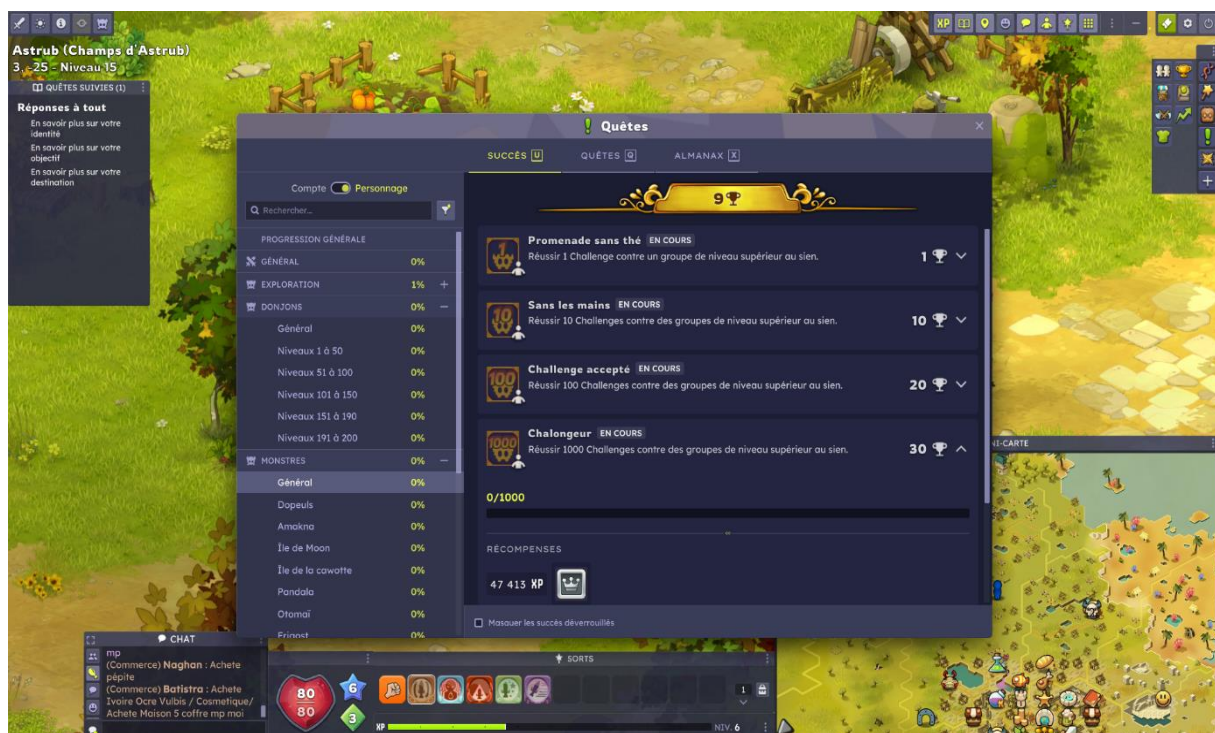 Astrub (Champs d'Astrub)
3, -25 - Niveau 15
QUÊTES SUIVIES (1)
Réponses à tout
En savoir plus sur votre
identité
En savoir plus sur votre
objectif
En savoir plus sur votre
destination
XP
Quêtes
SUCCÈS U
QUÊTES Q
ALMANAX X
Compte Personnage
Rechercher...
PROGRESSION GÉNÉRALE
GÉNÉRAL 0%
EXPLORATION 1% +
DONJONS 0% -
Général 0%
Niveaux 1 à 50 0%
Niveaux 51 à 100 0%
Niveaux 101 à 150 0%
Niveaux 151 à 190 0%
Niveaux 191 à 200 0%
MONSTRES 0% -
Général 0%
Dopeuls 0%
Amakna 0%
Île de Moon 0%
Île de la cawotte 0%
Pandala 0%
Otomaï 0%
Frigost 0%
9
1
Promenade sans thé EN COURS
Réussir 1 Challenge contre un groupe de niveau supérieur au sien.
1
10
Sans les mains EN COURS
Réussir 10 Challenges contre des groupes de niveau supérieur au sien.
10
100
Challenge accepté EN COURS
Réussir 100 Challenges contre des groupes de niveau supérieur au sien.
20
1000
Chalongeur EN COURS
Réussir 1000 Challenges contre des groupes de niveau supérieur au sien.
30
0/1000
RÉCOMPENSES
47 413 XP
Masquer les succès déverrouillés
NI-CARTE
CHAT
mp
(Commerce) Naghan : Achete
pépite
(Commerce) Batistra : Achete
Ivoire Ocre Vulbis / Cosmetique/
Achete Maison 5 coffre mp moi
80
80
6
3
SORTS
1
XP
NIV. 6